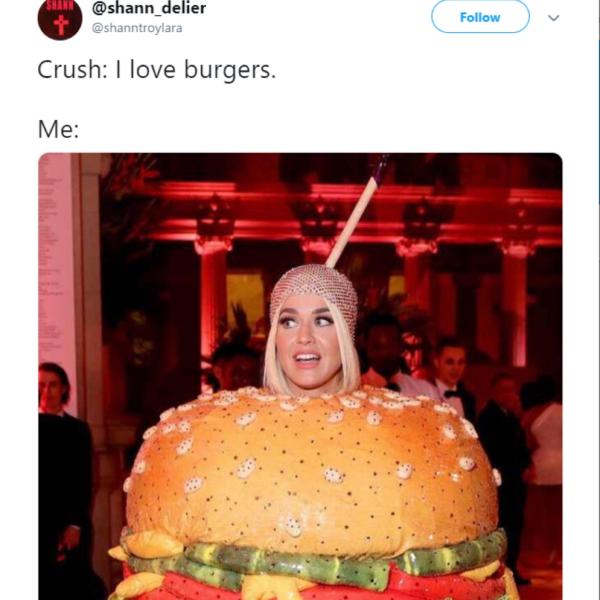 SHANN
@shann_delier
@shanntroylara
Follow
Crush: I love burgers.
Me: